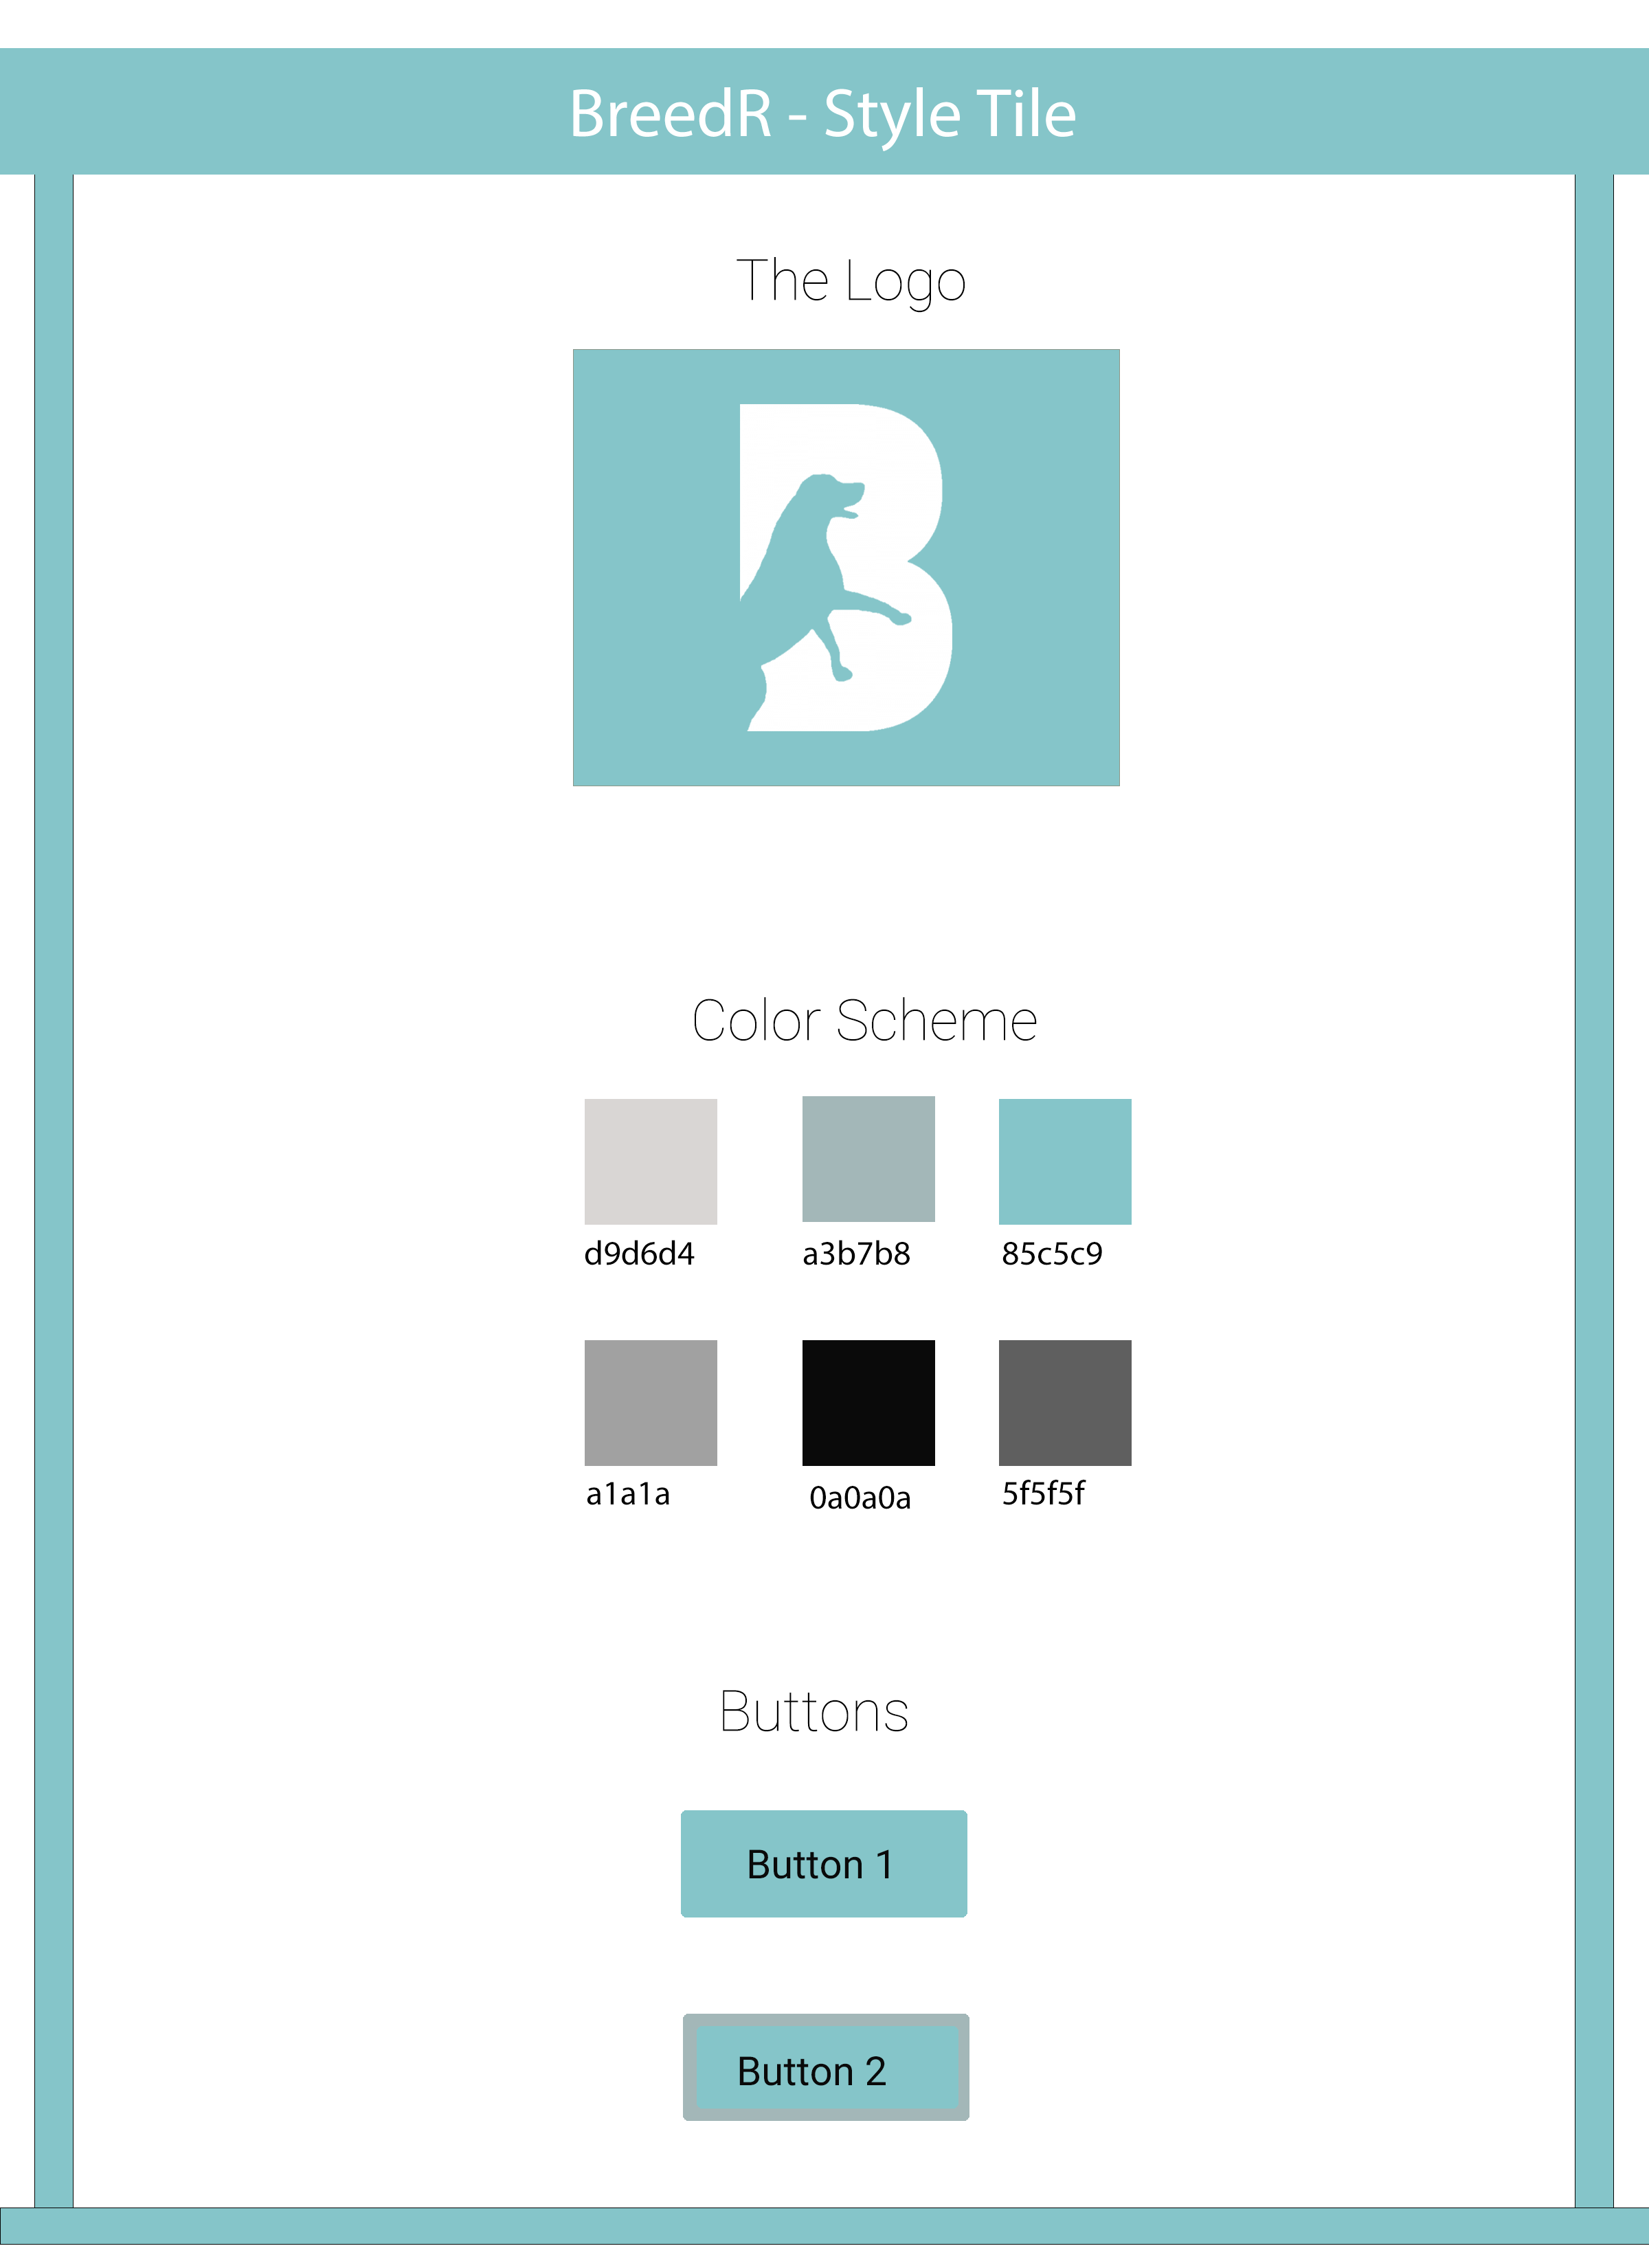 BreedR - Style Tile
The Logo
B
Color Scheme
d9d6d4 a3b7b8 85c5c9
a1a1a 0a0a0a 5f5f5f
Buttons
Button 1
Button 2